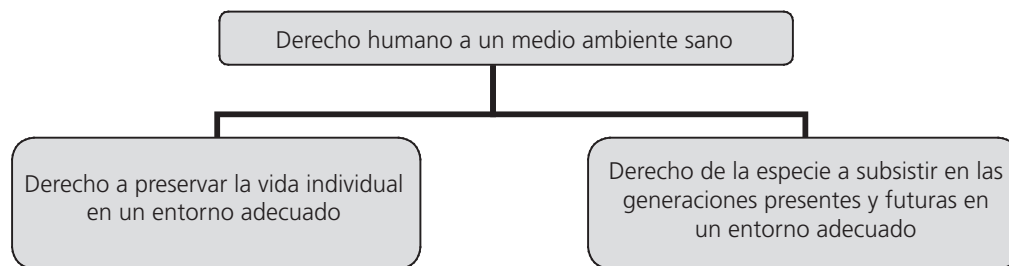 Derecho humano a un medio ambiente sano
Derecho a preservar la vida individual
en un entorno adecuado
Derecho de la especie a subsistir en las
generaciones presentes y futuras en
un entorno adecuado